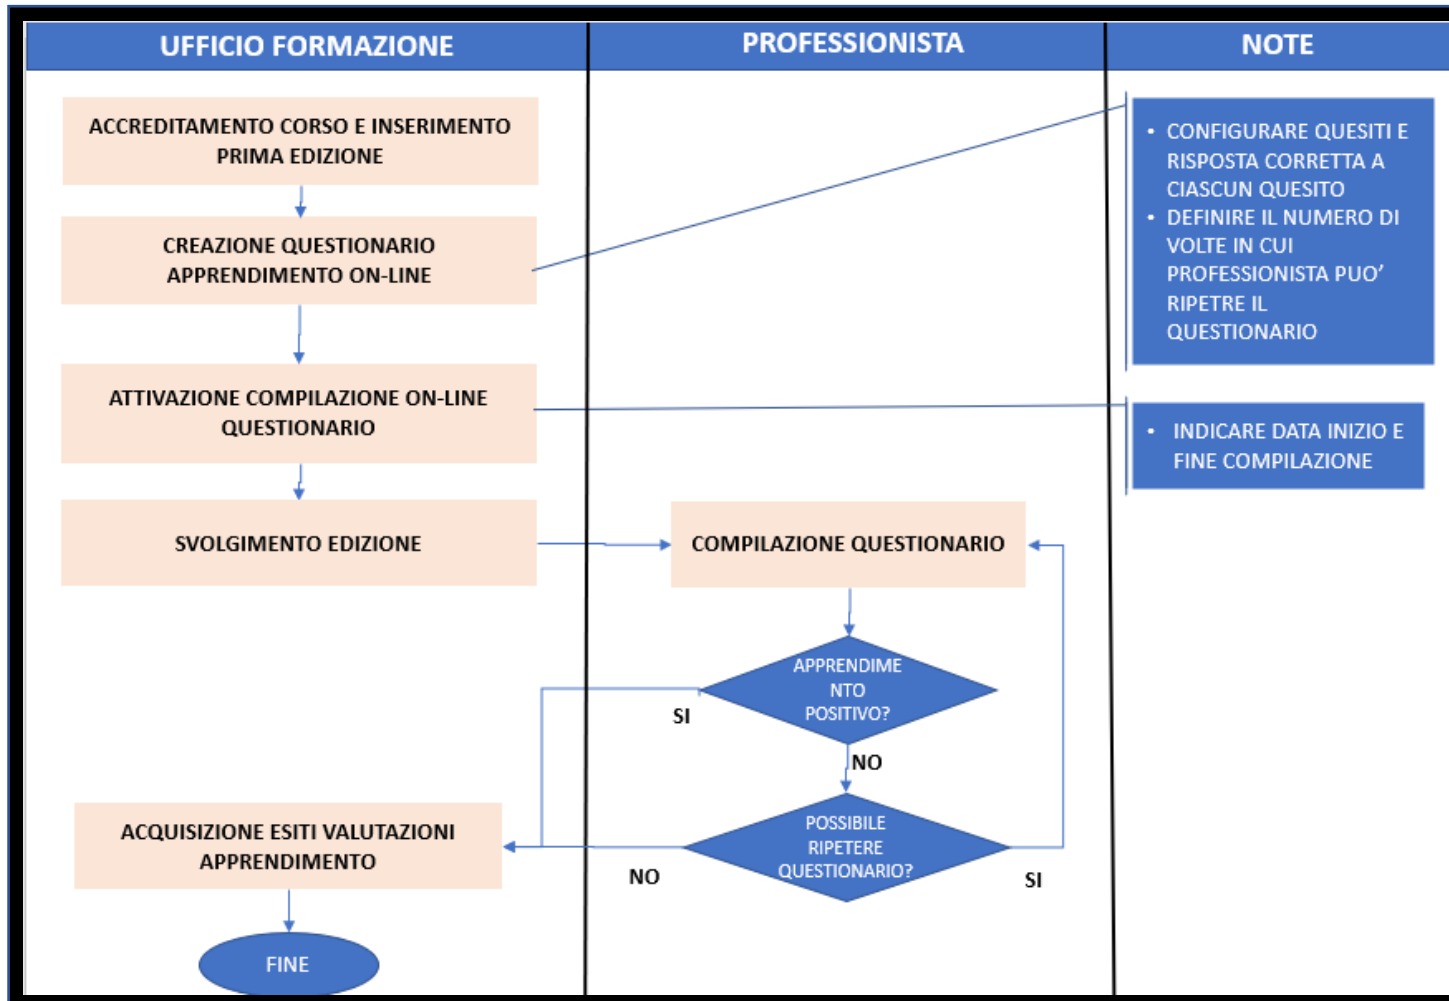 UFFICIO FORMAZIONE
PROFESSIONISTA
NOTE
ACCREDITAMENTO CORSO E INSERIMENTO
PRIMA EDIZIONE
CREAZIONE QUESTIONARIO
APPRENDIMENTO ON-LINE
ATTIVAZIONE COMPILAZIONE ON-LINE
QUESTIONARIO
SVOLGIMENTO EDIZIONE
COMPILAZIONE QUESTIONARIO
APPRENDIME
NTO
POSITIVO?
SI
NO
POSSIBILE
RIPETERE
QUESTIONARIO?
NO
SI
ACQUISIZIONE ESITI VALUTAZIONI
APPRENDIMENTO
FINE
• CONFIGURARE QUESITI E
RISPOSTA CORRETTA A
CIASCUN QUESITO
• DEFINIRE IL NUMERO DI
VOLTE IN CUI
PROFESSIONISTA PUO’
RIPETRE IL
QUESTIONARIO
• INDICARE DATA INIZIO E
FINE COMPILAZIONE